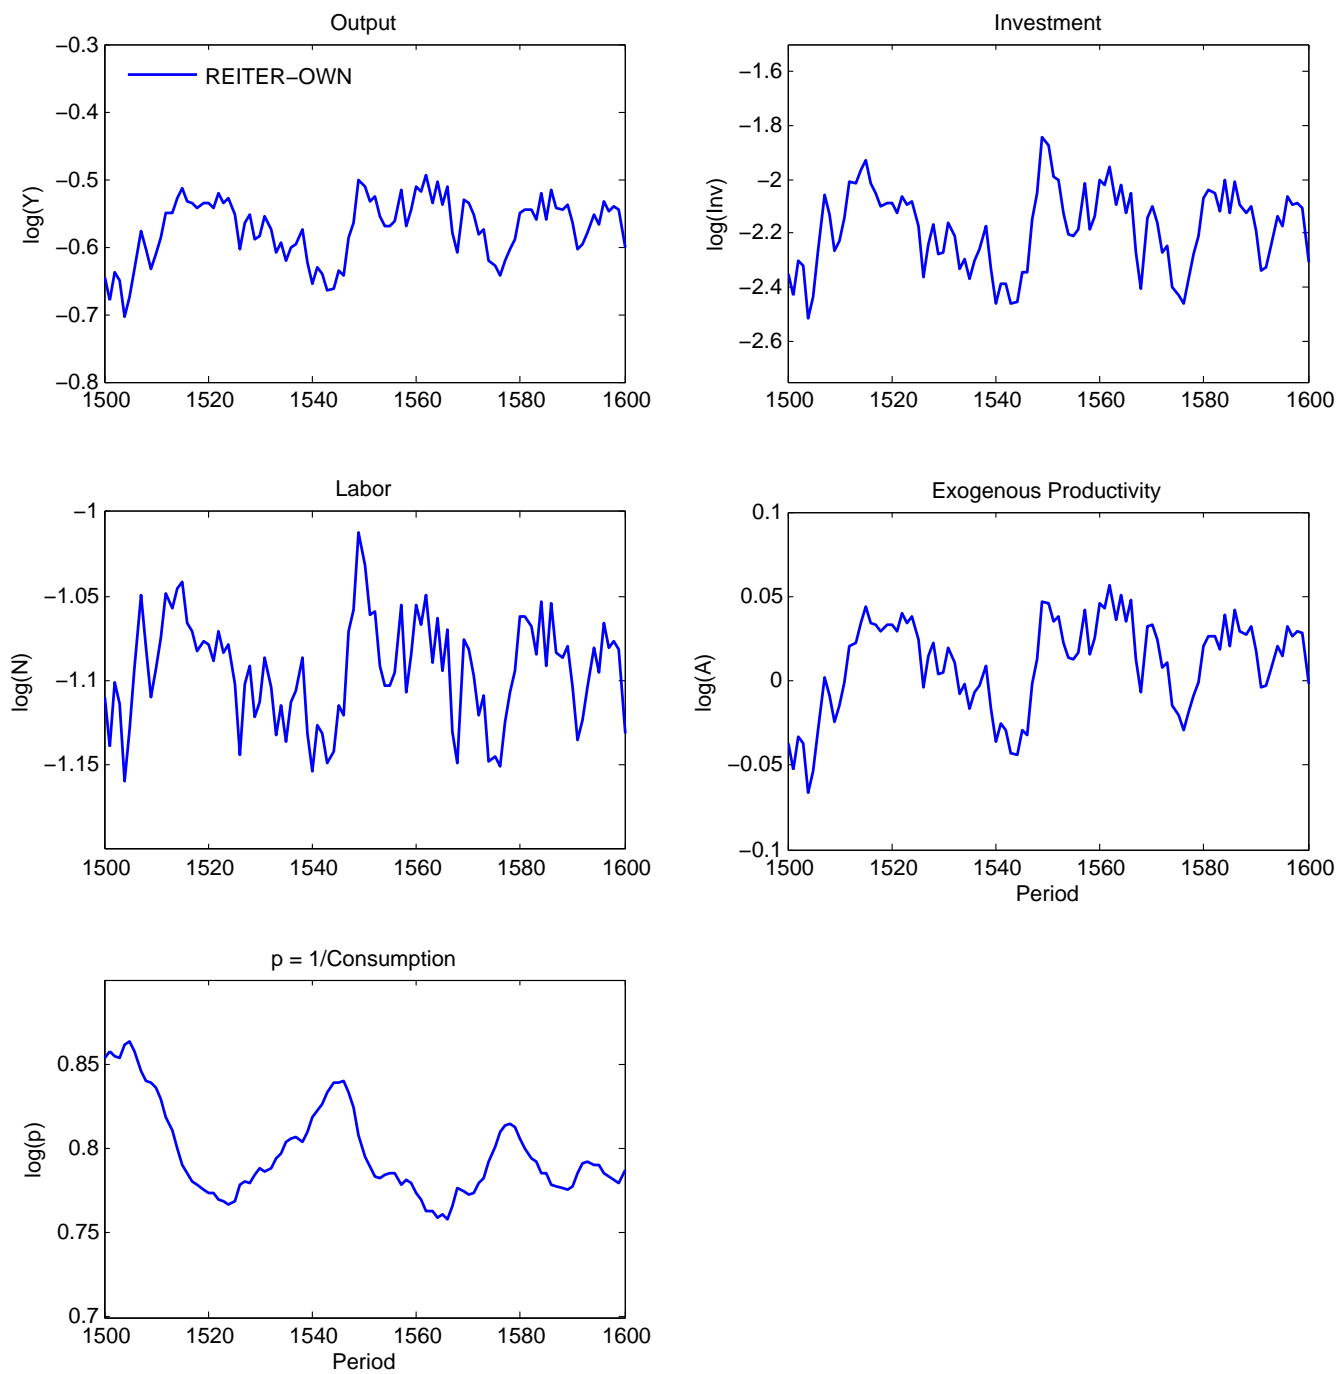 Output
−0.3
−0.4
−0.5
−0.6
−0.7
−0.8
log(Y)
REITER−OWN
1500 1520 1540 1560 1580 1600
Investment
−1.6
−1.8
−2
−2.2
−2.4
−2.6
log(Inv)
1500 1520 1540 1560 1580 1600
Labor
−1
−1.05
−1.1
−1.15
log(N)
1500 1520 1540 1560 1580 1600
Exogenous Productivity
0.1
0.05
0
−0.05
−0.1
log(A)
1500 1520 1540 1560 1580 1600
Period
p = 1/Consumption
0.85
0.8
0.75
0.7
log(p)
1500 1520 1540 1560 1580 1600
Period